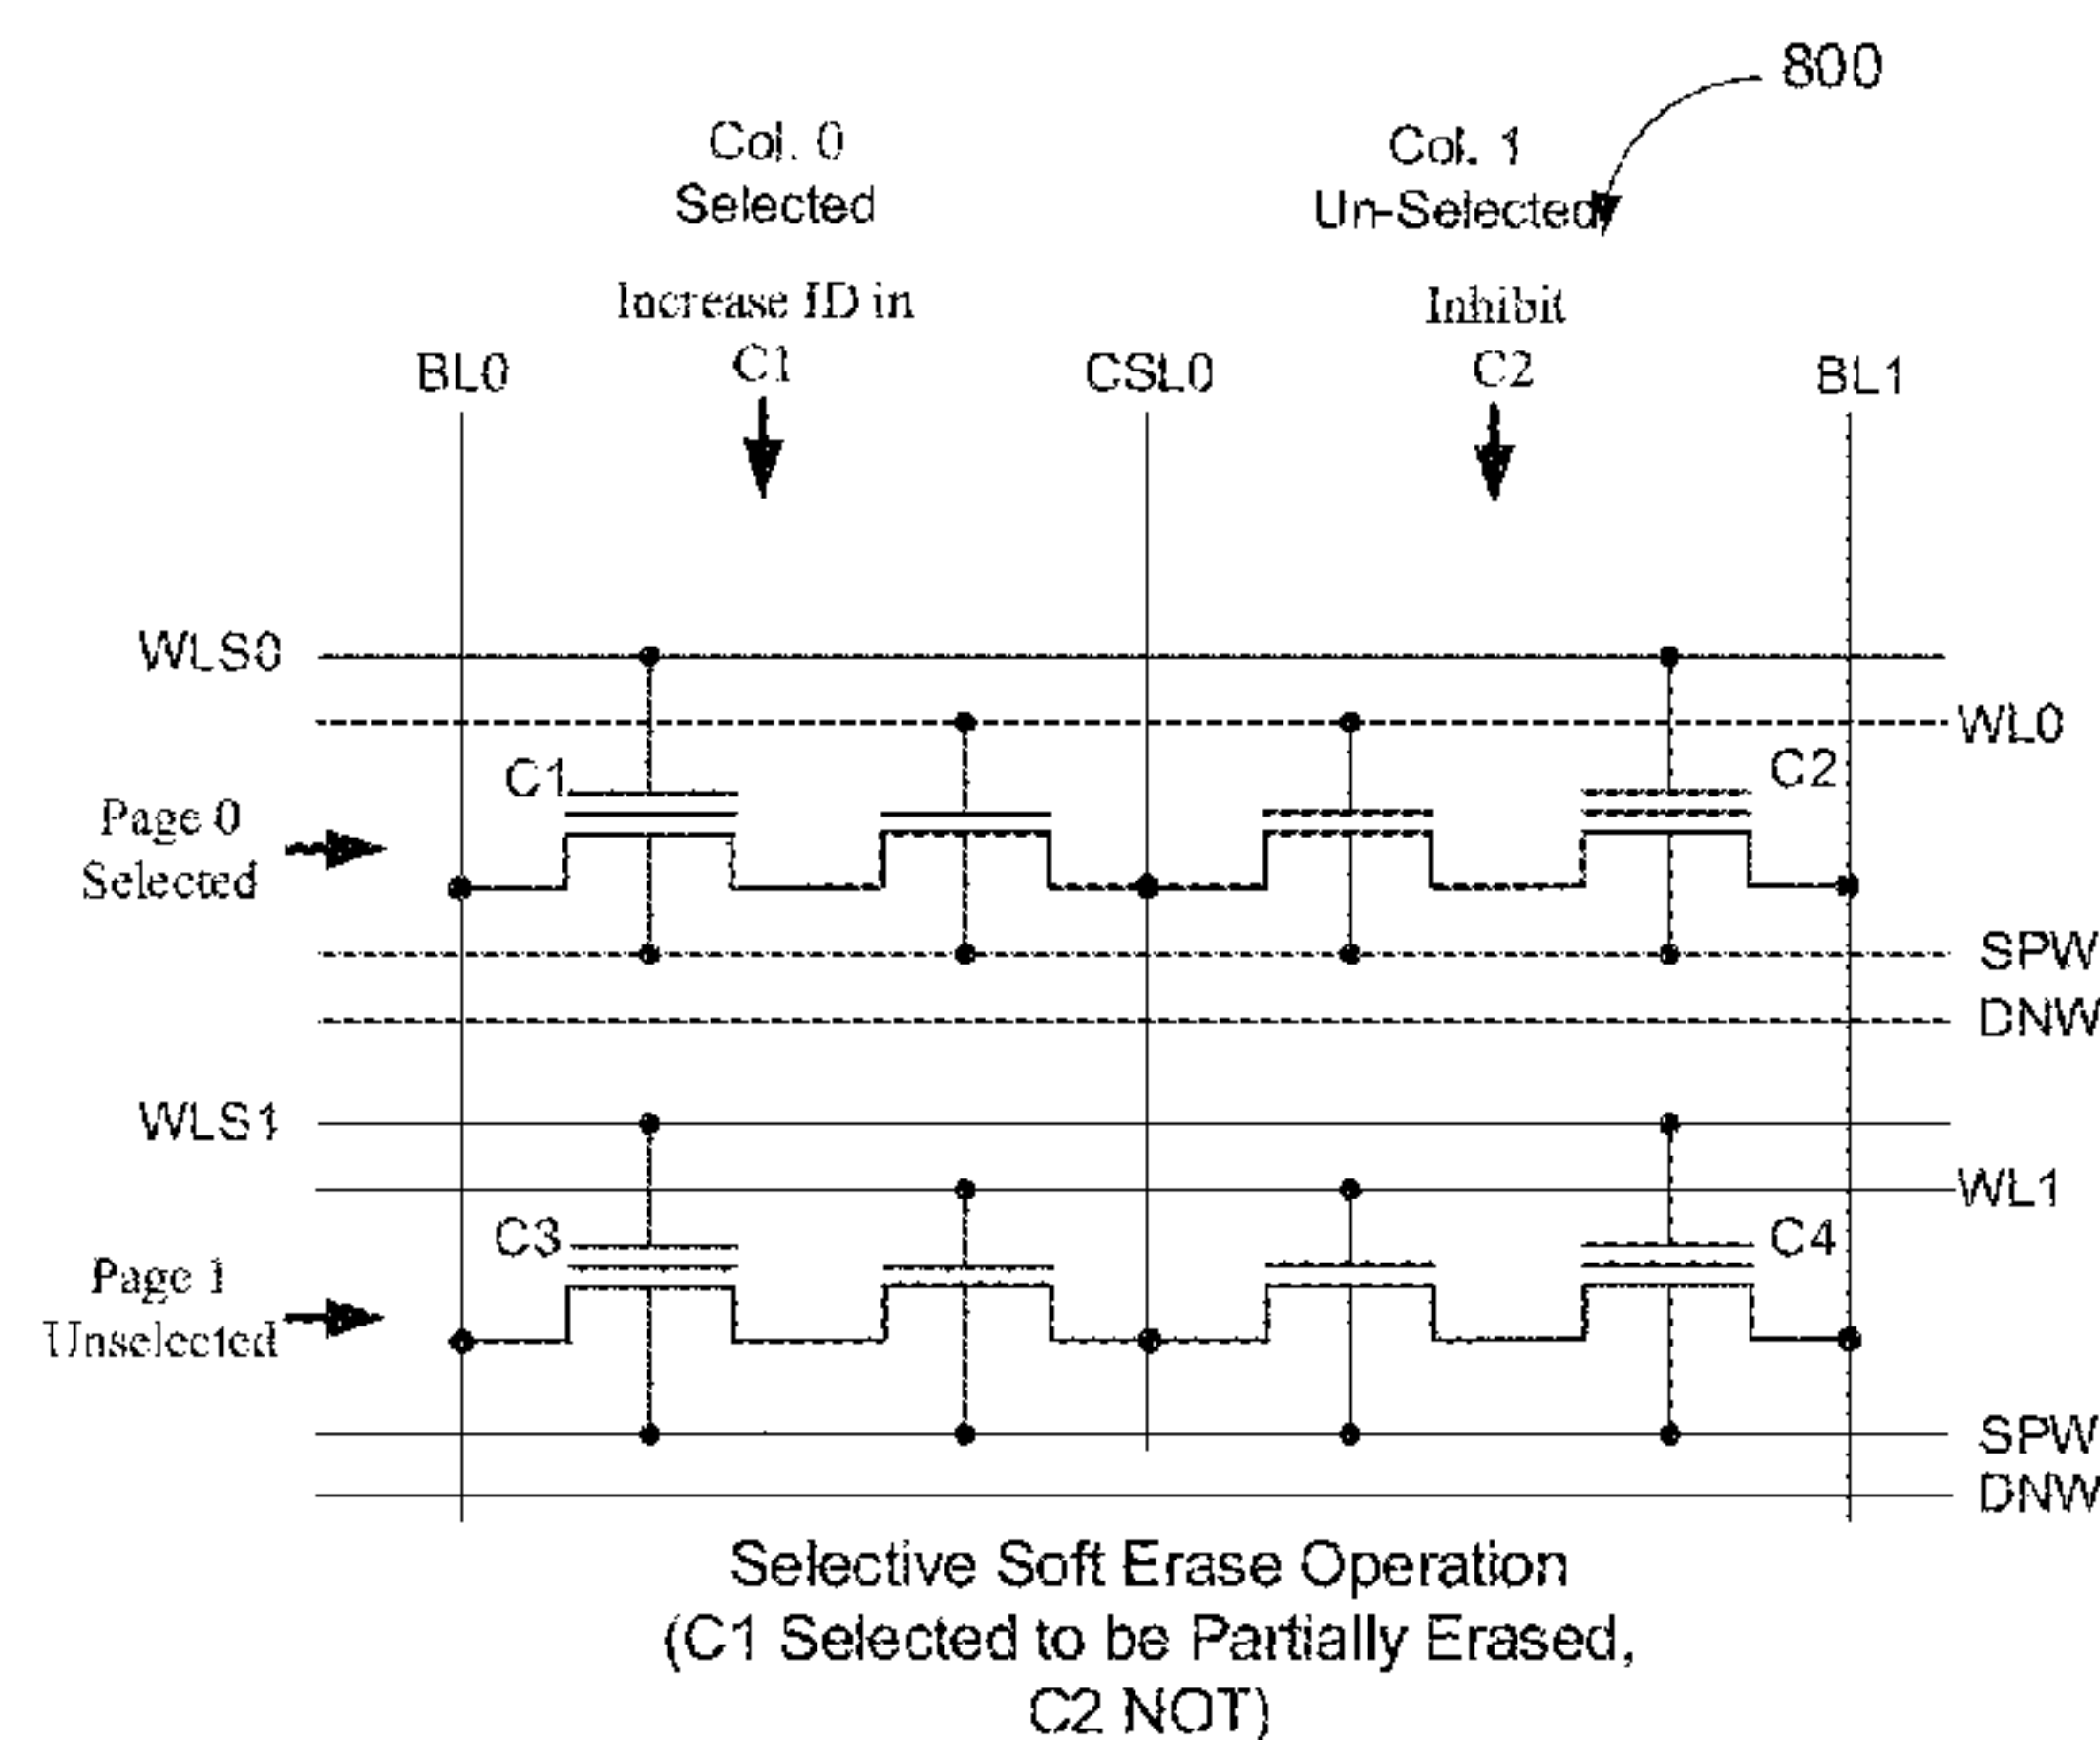 800
Col. 0
Selected
Col. 1
Un-Selected
Increase ID in
C1
Inhibit
C2
BL0
CSL0
BL1
WLS0
WL0
C1
C2
Page 0
Selected
SPW
DNW
WLS1
WL1
C3
C4
Page 1
Unselected
SPW
DNW
Selective Soft Erase Operation
(C1 Selected to be Partially Erased,
C2 NOT)